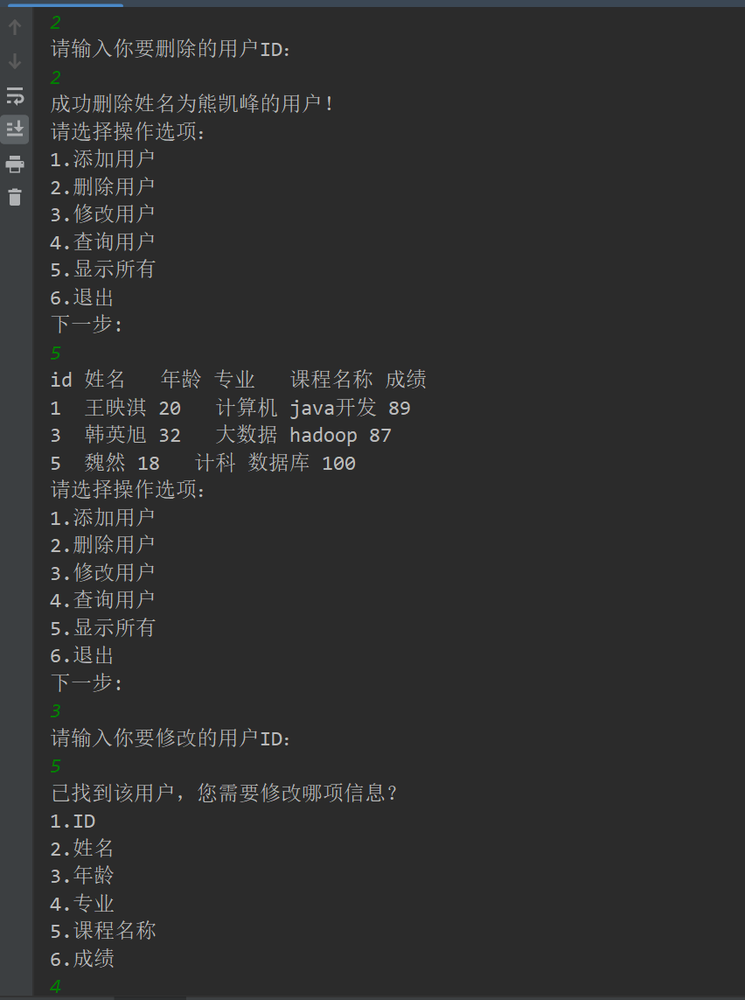 2
请输入你要删除的用户ID:
2
成功删除姓名为熊凯峰的用户！
请选择操作选项:
1.添加用户
2.删除用户
3.修改用户
4.查询用户
5.显示所有
6.退出
下一步:
5
id 姓名   年龄 专业   课程名称 成绩
1  王映淇 20   计算机 java开发 89
3  韩英旭 32   大数据 hadoop 87
5  魏然 18   计科 数据库 100
请选择操作选项:
1.添加用户
2.删除用户
3.修改用户
4.查询用户
5.显示所有
6.退出
下一步:
3
请输入你要修改的用户ID:
5
已找到该用户，您需要修改哪项信息？
1.ID
2.姓名
3.年龄
4.专业
5.课程名称
6.成绩
4